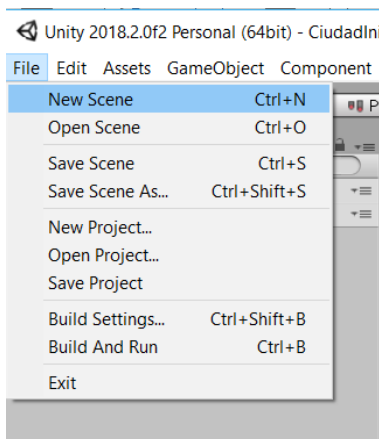 Unity 2018.2.0f2 Personal (64bit) - CiudadIni
File Edit Assets GameObject Component
New Scene Ctrl+N
Open Scene Ctrl+O
Save Scene Ctrl+S
Save Scene As... Ctrl+Shift+S
New Project...
Open Project...
Save Project
Build Settings... Ctrl+Shift+B
Build And Run Ctrl+B
Exit
P